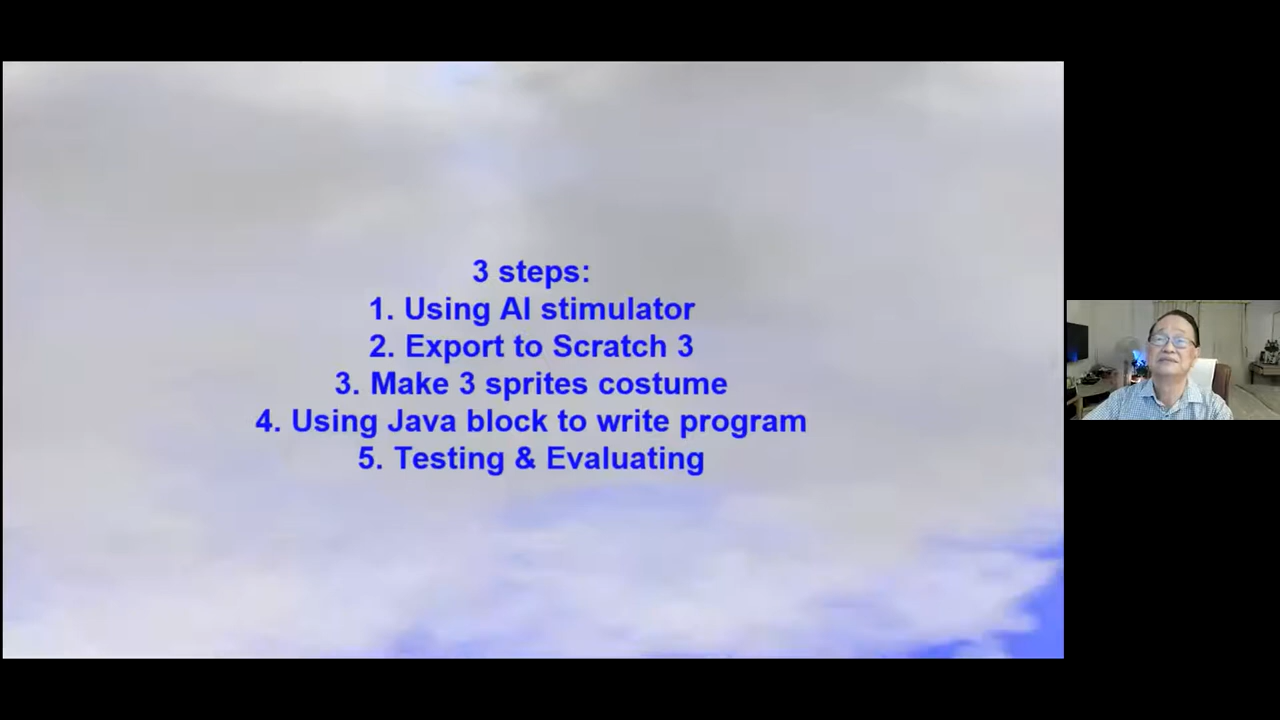 3 steps:
1. Using AI stimulator
2. Export to Scratch 3
3. Make 3 sprites costume
4. Using Java block to write program
5. Testing & Evaluating